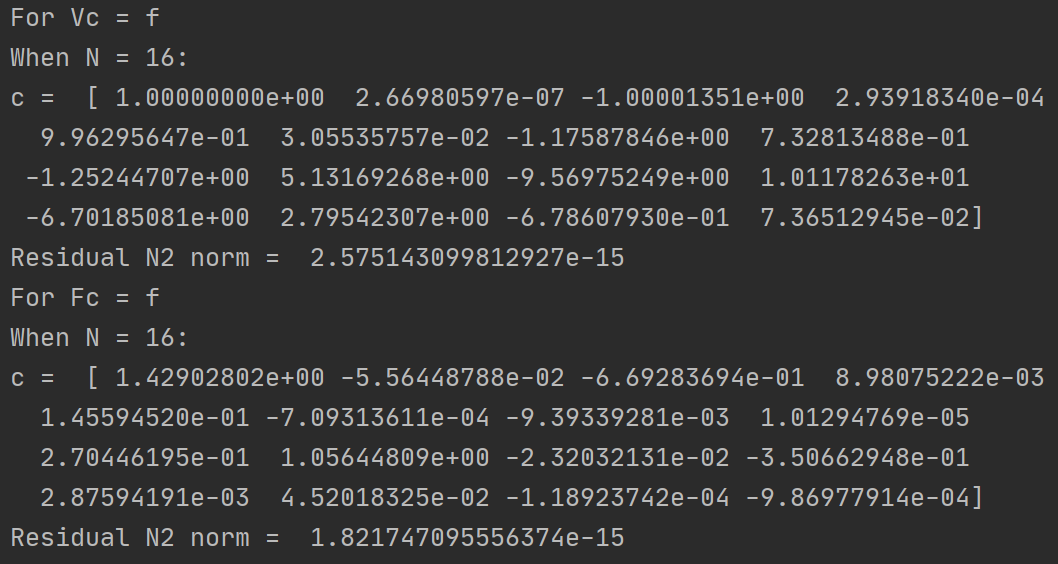 For Vc = f
When N = 16:
c =  [ 1.00000000e+00  2.66980597e-07 -1.00001351e+00  2.93918340e-04
  9.96295647e-01  3.05535757e-02 -1.17587846e+00  7.32813488e-01
 -1.25244707e+00  5.13169268e+00 -9.56975249e+00  1.01178263e+01
 -6.70185081e+00  2.79542307e+00 -6.78607930e-01  7.36512945e-02]
Residual N2 norm =  2.575143099812927e-15
For Fc = f
When N = 16:
c =  [ 1.42902802e+00 -5.56448788e-02 -6.69283694e-01  8.98075222e-03
  1.45594520e-01 -7.09313611e-04 -9.39339281e-03  1.01294769e-05
  2.70446195e-01  1.05644809e+00 -2.32032131e-02 -3.50662948e-01
  2.87594191e-03  4.52018325e-02 -1.18923742e-04 -9.86977914e-04]
Residual N2 norm =  1.821747095556374e-15